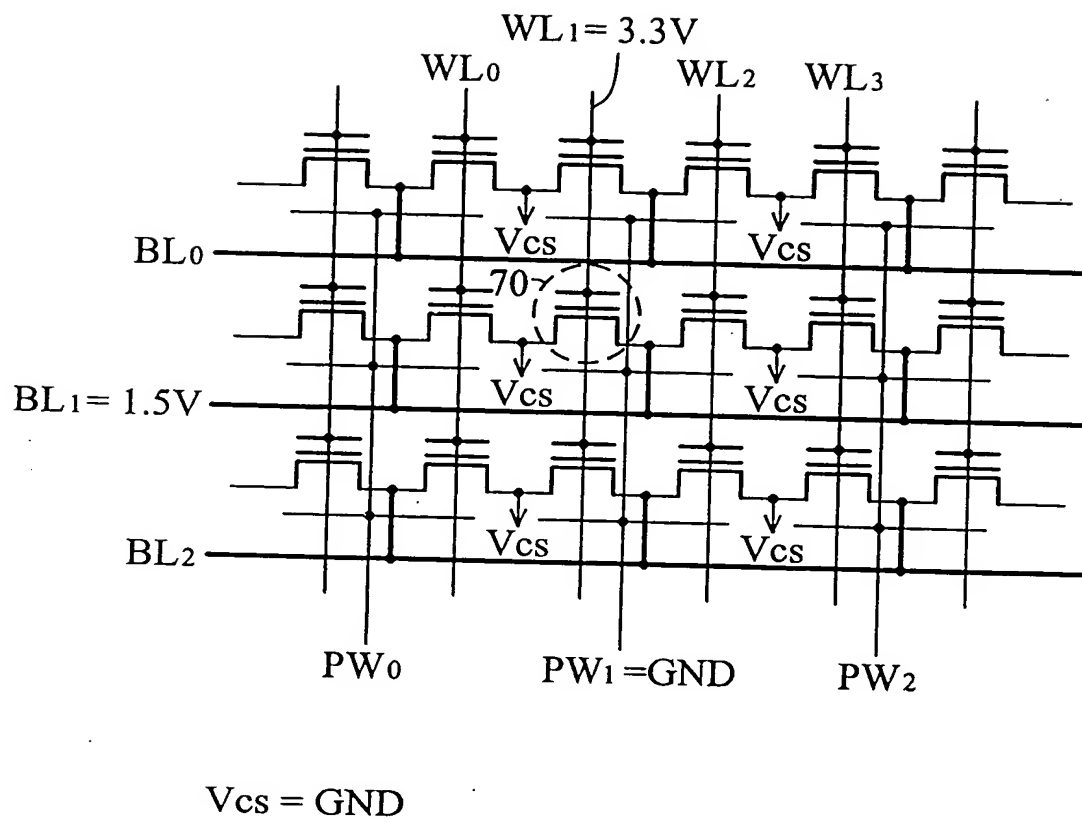 WL1= 3.3V
WL0
WL2
WL3
Vcs
Vcs
BL0
70
Vcs
Vcs
BL1= 1.5V
Vcs
Vcs
BL2
PW0
PW1 =GND
PW2
Vcs = GND